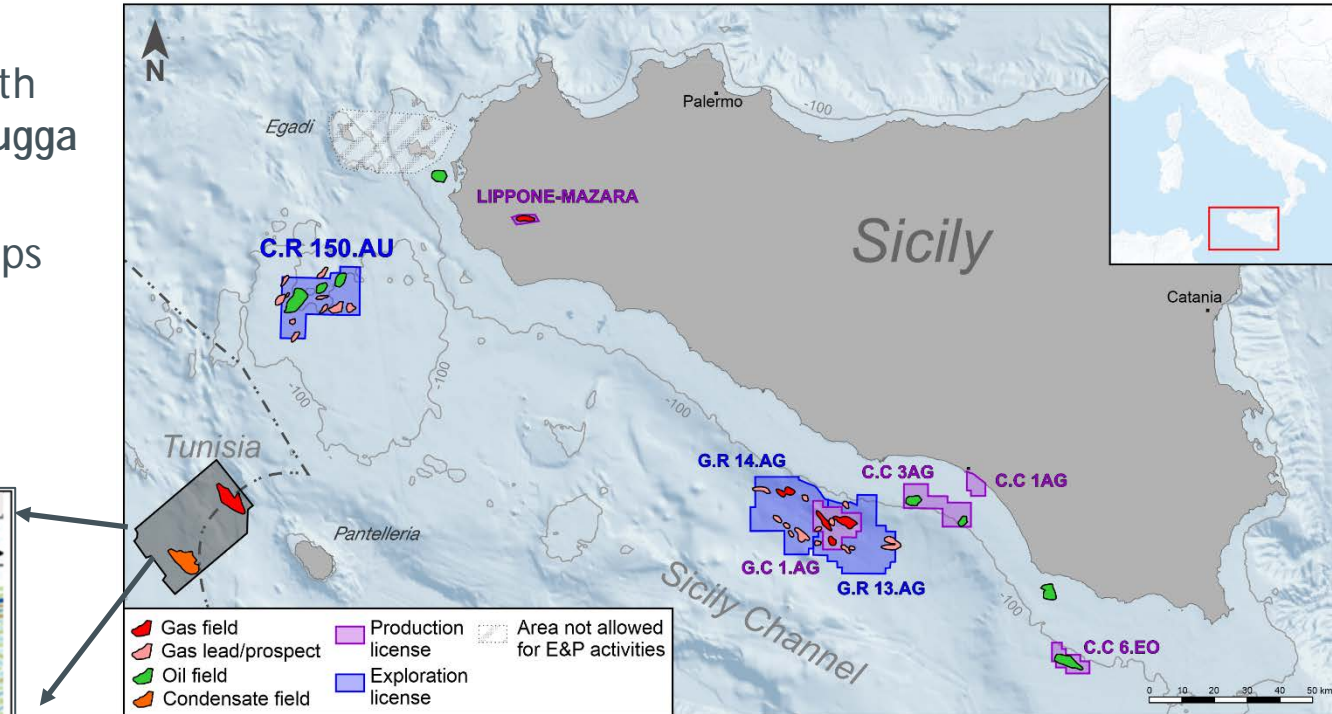 th
ugga
ps
N
Egadi
Palermo
-100
LIPPONE-MAZARA
Sicily
C.R 150.AU
Catania
-100
-100
Tunisia
G.R 14.AG
C.C 3AG
C.C 1AG
Pantelleria
G.C 1.AG
G.R 13.AG
Sicily Channel
-100
C.C 6.EO
Gas field
Gas lead/prospect
Oil field
Condensate field
Production
license
Exploration
license
Area not allowed
for E&P activities
0 10 20 30 40 50 km